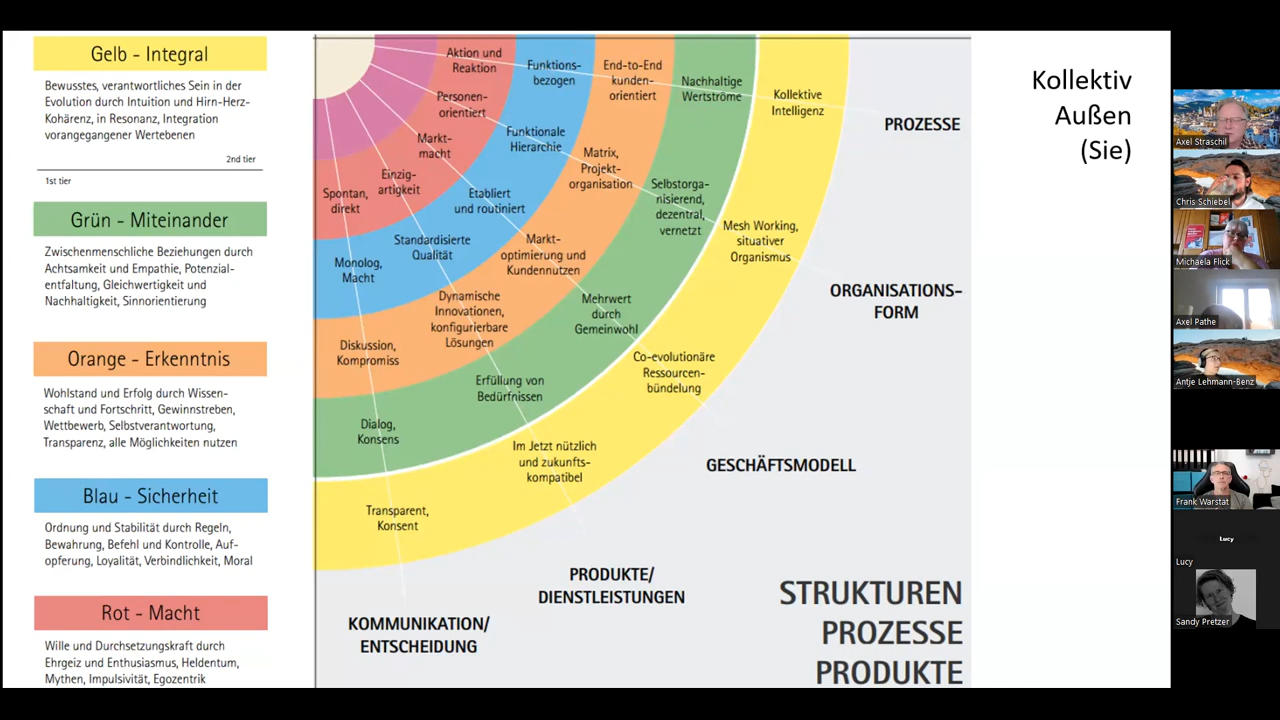 Gelb - Integral
Bewusstes, verantwortliches Sein in der
Evolution durch Intuition und Hirn-Herz-
Kohärenz, in Resonanz, Integration
vorangegangener Wertebenen
2nd tier
1st tier
Grün - Miteinander
Zwischenmenschliche Beziehungen durch
Achtsamkeit und Empathie, Potenzial-
entfaltung, Gleichwertigkeit und
Nachhaltigkeit, Sinnorientierung
Orange - Erkenntnis
Wohlstand und Erfolg durch Wissen-
schaft und Fortschritt, Gewinnstreben,
Wettbewerb, Selbstverantwortung,
Transparenz, alle Möglichkeiten nutzen
Blau - Sicherheit
Ordnung und Stabilität durch Regeln,
Bewahrung, Befehl und Kontrolle, Auf-
opferung, Loyalität, Verbindlichkeit, Moral
Rot - Macht
Wille und Durchsetzungskraft durch
Ehrgeiz und Enthusiasmus, Heldentum,
Mythen, Impulsivität, Egozentrik
Aktion und
Reaktion
Funktions-
bezogen
End-to-End
kunden-
orientiert
Nachhaltige
Wertströme
Kollektive
Intelligenz
PROZESSE
Personen-
orientiert
Funktionale
Hierarchie
Matrix,
Projekt-
organisation
Selbstorga-
nisierend,
dezentral,
vernetzt
Mesh Working,
situativer
Organismus
ORGANISATIONS-
FORM
Markt-
macht
Etabliert
und routiniert
Markt-
optimierung und
Kundennutzen
Mehrwert
durch
Gemeinwohl
Co-evolutionäre
Ressourcen-
bündelung
GESCHÄFTSMODELL
Einzig-
artigkeit
Standardisierte
Qualität
Dynamische
Innovationen,
konfigurierbare
Lösungen
Erfüllung von
Bedürfnissen
Im Jetzt nützlich
und zukunfts-
kompatibel
PRODUKTE/
DIENSTLEISTUNGEN
Spontan,
direkt
Monolog,
Macht
Diskussion,
Kompromiss
Dialog,
Konsens
Transparent,
Konsent
KOMMUNIKATION/
ENTSCHEIDUNG
STRUKTUREN
PROZESSE
PRODUKTE
Kollektiv
Außen
(Sie)
Axel Straschil
Chris Schiebel
Michaela Flick
Axel Pathe
Antje Lehmann-Benz
Frank Warstat
Lucy
Lucy
Sandy Pretzer